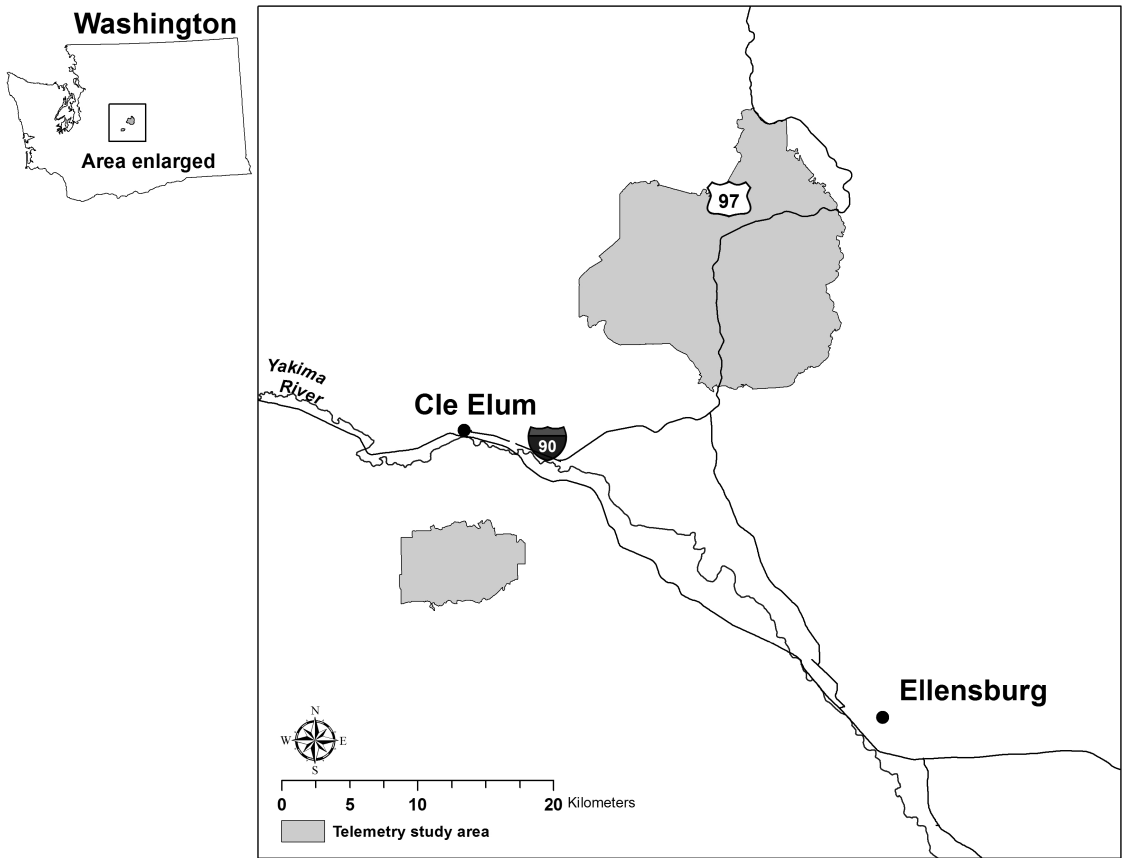 Washington
Area enlarged
97
Yakima
River
Cle Elum
90
Ellensburg
N
W E
S
0 5 10 20 Kilometers
Telemetry study area